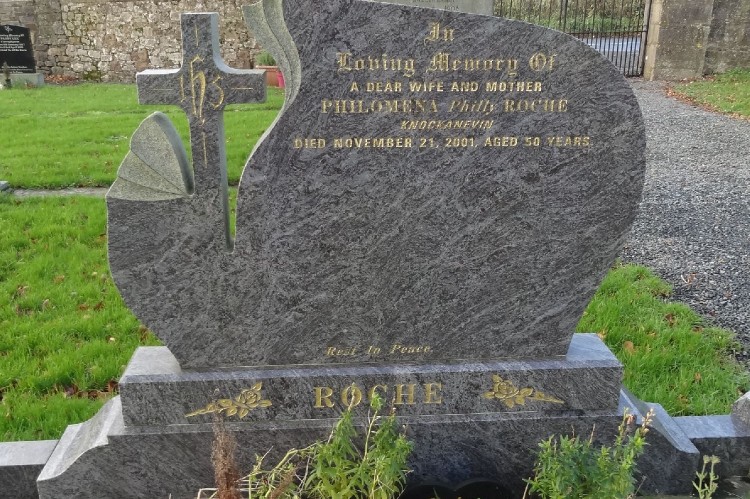 IHS
In
Loving Memory Of
A DEAR WIFE AND MOTHER
PHILOMENA Philly ROCHE
KNOCKANEVIN
DIED NOVEMBER 21, 2001, AGED 50 YEARS.
Rest In Peace.
ROCHE